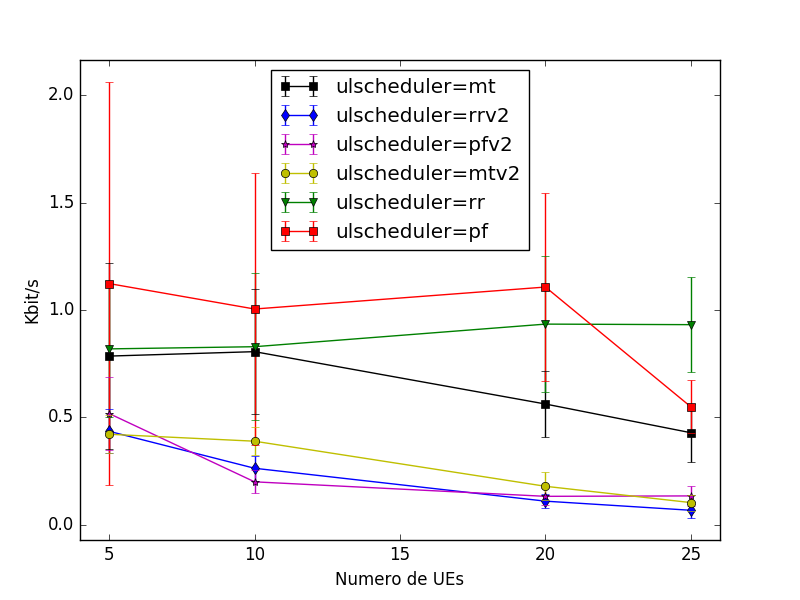 ulscheduler=mt
ulscheduler=rrv2
ulscheduler=pfv2
ulscheduler=mtv2
ulscheduler=rr
ulscheduler=pf
Kbit/s
2.0
1.5
1.0
0.5
0.0
5 10 15 20 25
Numero de UEs